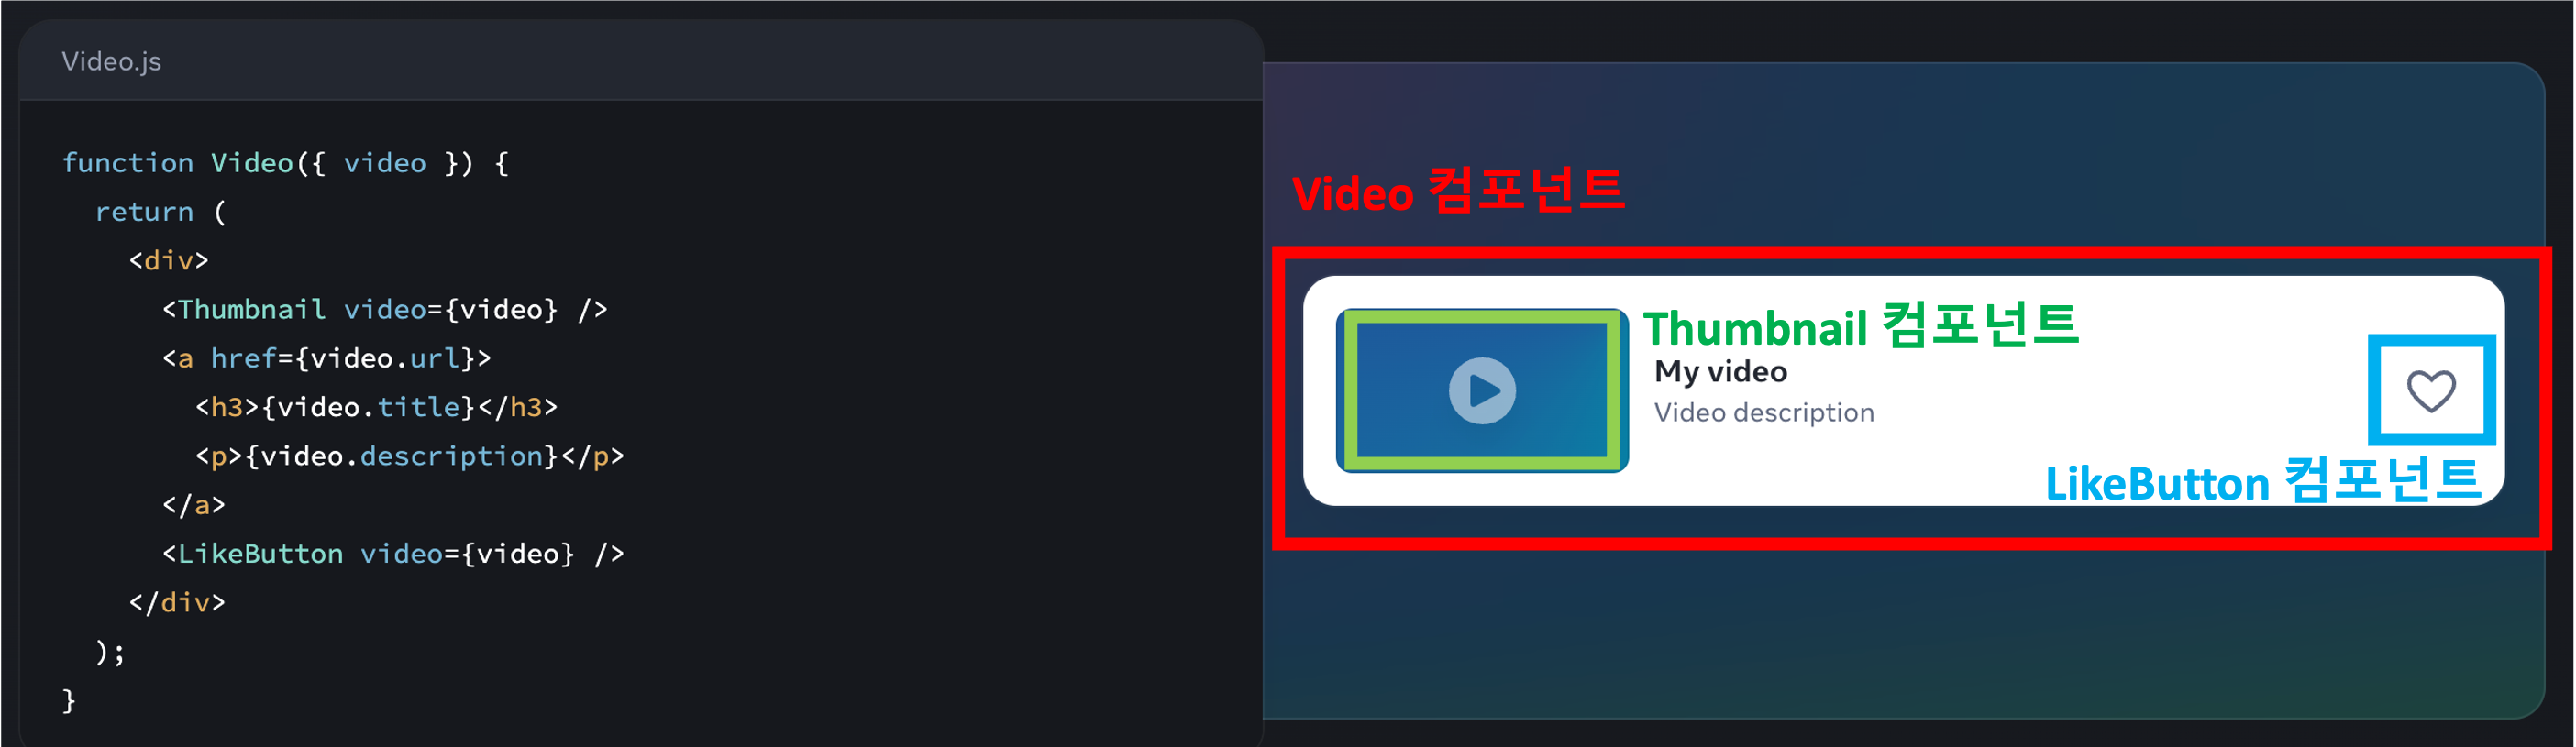 Video.js
function Video({ video }) {
  return (
    <div>
      <Thumbnail video={video} />
      <a href={video.url}>
        <h3>{video.title}</h3>
        <p>{video.description}</p>
      </a>
      <LikeButton video={video} />
    </div>
  );
}
Video 컴포넌트
Thumbnail 컴포넌트
My video
Video description
LikeButton 컴포넌트